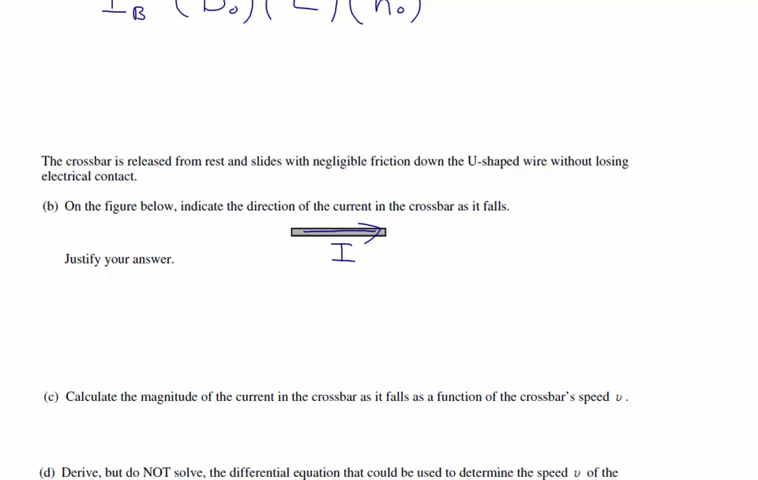 (B₀)(L)(h₀)
The crossbar is released from rest and slides with negligible friction down the U-shaped wire without losing
electrical contact.
(b) On the figure below, indicate the direction of the current in the crossbar as it falls.
I
Justify your answer.
(c) Calculate the magnitude of the current in the crossbar as it falls as a function of the crossbar's speed υ.
(d) Derive, but do NOT solve, the differential equation that could be used to determine the speed υ of the